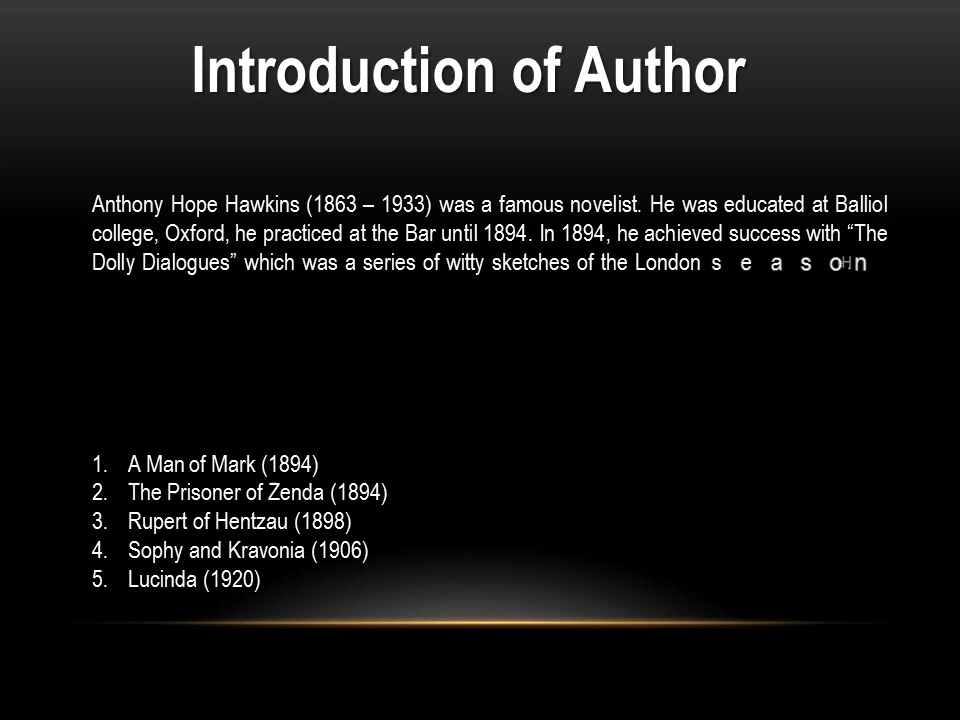 Introduction of Author
Anthony Hope Hawkins (1863 – 1933) was a famous novelist. He was educated at Balliol
college, Oxford, he practiced at the Bar until 1894. In 1894, he achieved success with “The
Dolly Dialogues” which was a series of witty sketches of the London season H
1. A Man of Mark (1894)
2. The Prisoner of Zenda (1894)
3. Rupert of Hentzau (1898)
4. Sophy and Kravonia (1906)
5. Lucinda (1920)